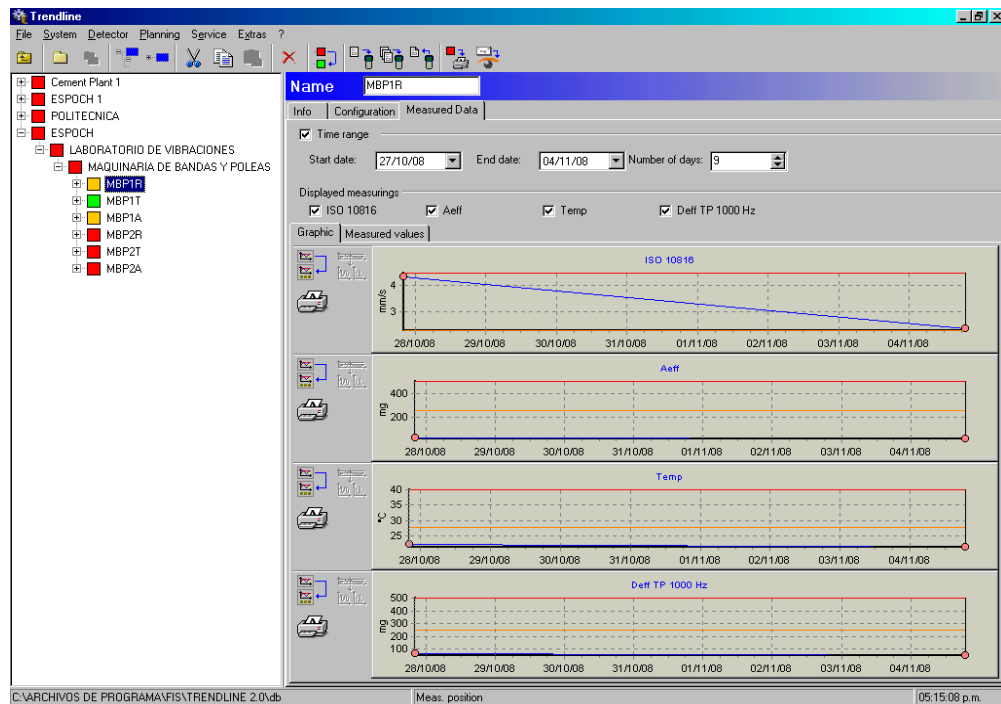 Trendline
File System Detector Planning Service Extras ?
Cement Plant 1
ESPOCH 1
POLITECNICA
ESPOCH
LABORATORIO DE VIBRACIONES
MAQUINARIA DE BANDAS Y POLEAS
MBP1R
MBP1T
MBP1A
MBP2R
MBP2T
MBP2A
Name MBP1R
Info Configuration Measured Data
Time range
Start date: 27/10/08 End date: 04/11/08 Number of days: 9
Displayed measurings
ISO 10816 Aeff Temp Deff TP 1000 Hz
Graphic Measured values
ISO 10816
mm/s
4
3
28/10/08 29/10/08 30/10/08 31/10/08 01/11/08 02/11/08 03/11/08 04/11/08
Aeff
mg
400
200
28/10/08 29/10/08 30/10/08 31/10/08 01/11/08 02/11/08 03/11/08 04/11/08
Temp
°C
40
35
30
25
28/10/08 29/10/08 30/10/08 31/10/08 01/11/08 02/11/08 03/11/08 04/11/08
Deff TP 1000 Hz
mg
500
400
300
200
100
28/10/08 29/10/08 30/10/08 31/10/08 01/11/08 02/11/08 03/11/08 04/11/08
C:\ARCHIVOS DE PROGRAMA\FIS\TRENDLINE 2.0\db Meas. position 05:15:08 p.m.